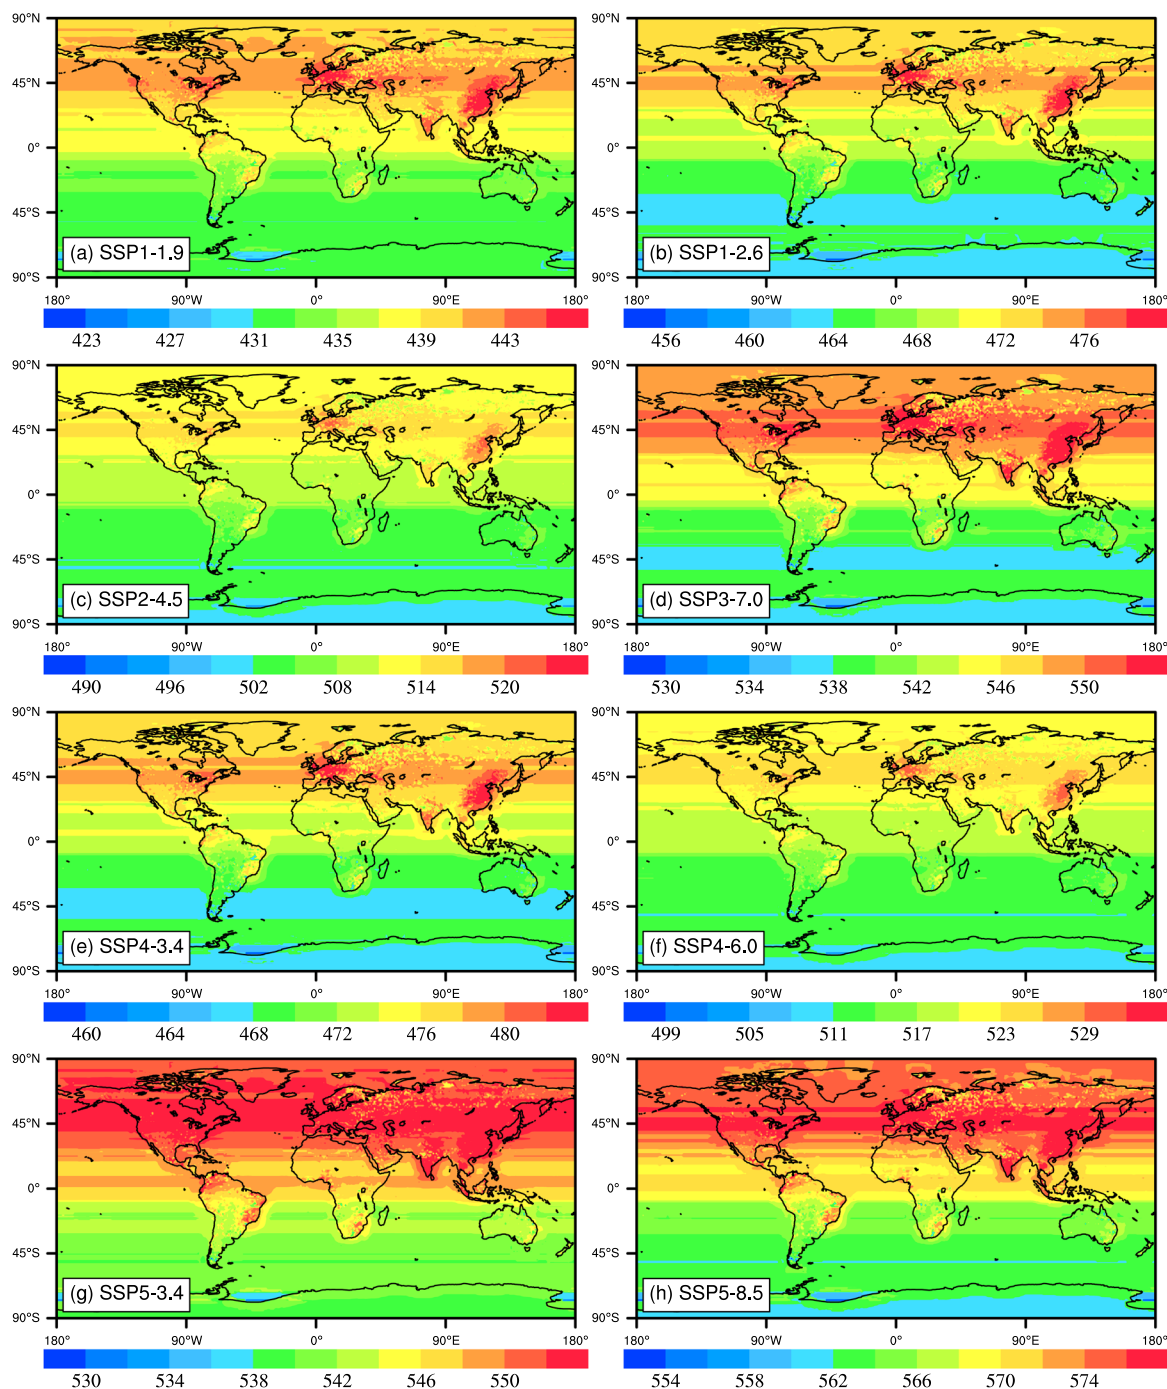 90°N 90°N
45°N 45°N
0° 0°
45°S 45°S
(a) SSP1-1.9 (b) SSP1-2.6
90°S 90°S
180° 90°W 0° 90°E 180° 180° 90°W 0° 90°E 180°
423 427 431 435 439 443 456 460 464 468 472 476
90°N 90°N
45°N 45°N
0° 0°
45°S 45°S
(c) SSP2-4.5 (d) SSP3-7.0
90°S 90°S
180° 90°W 0° 90°E 180° 180° 90°W 0° 90°E 180°
490 496 502 508 514 520 530 534 538 542 546 550
90°N 90°N
45°N 45°N
0° 0°
45°S 45°S
(e) SSP4-3.4 (f) SSP4-6.0
90°S 90°S
180° 90°W 0° 90°E 180° 180° 90°W 0° 90°E 180°
460 464 468 472 476 480 499 505 511 517 523 529
90°N 90°N
45°N 45°N
0° 0°
45°S 45°S
(g) SSP5-3.4 (h) SSP5-8.5
90°S 90°S
180° 90°W 0° 90°E 180° 180° 90°W 0° 90°E 180°
530 534 538 542 546 550 554 558 562 566 570 574